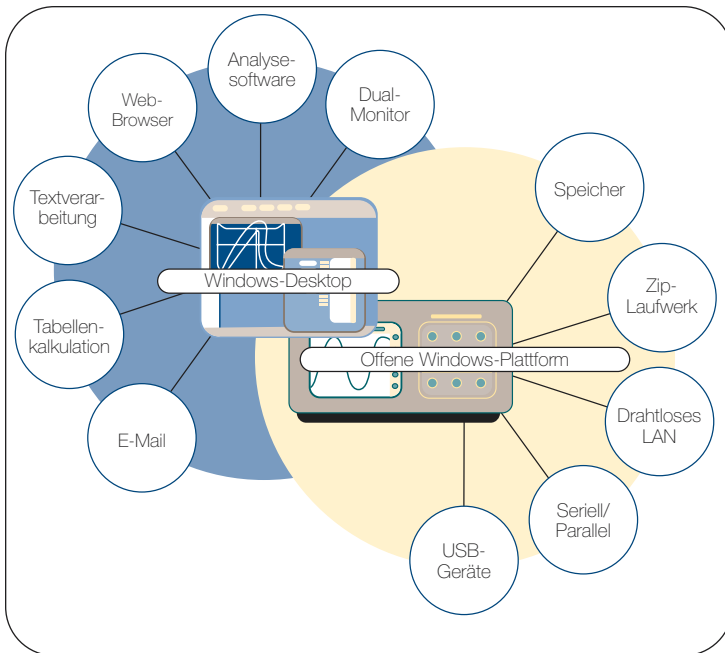 Analyse-
software
Web-
Browser
Dual-
Monitor
Textverar-
beitung
Speicher
Windows-Desktop
Zip-
Laufwerk
Tabellen-
kalkulation
Offene Windows-Plattform
Drahtloses
LAN
E-Mail
Seriell/
Parallel
USB-
Geräte